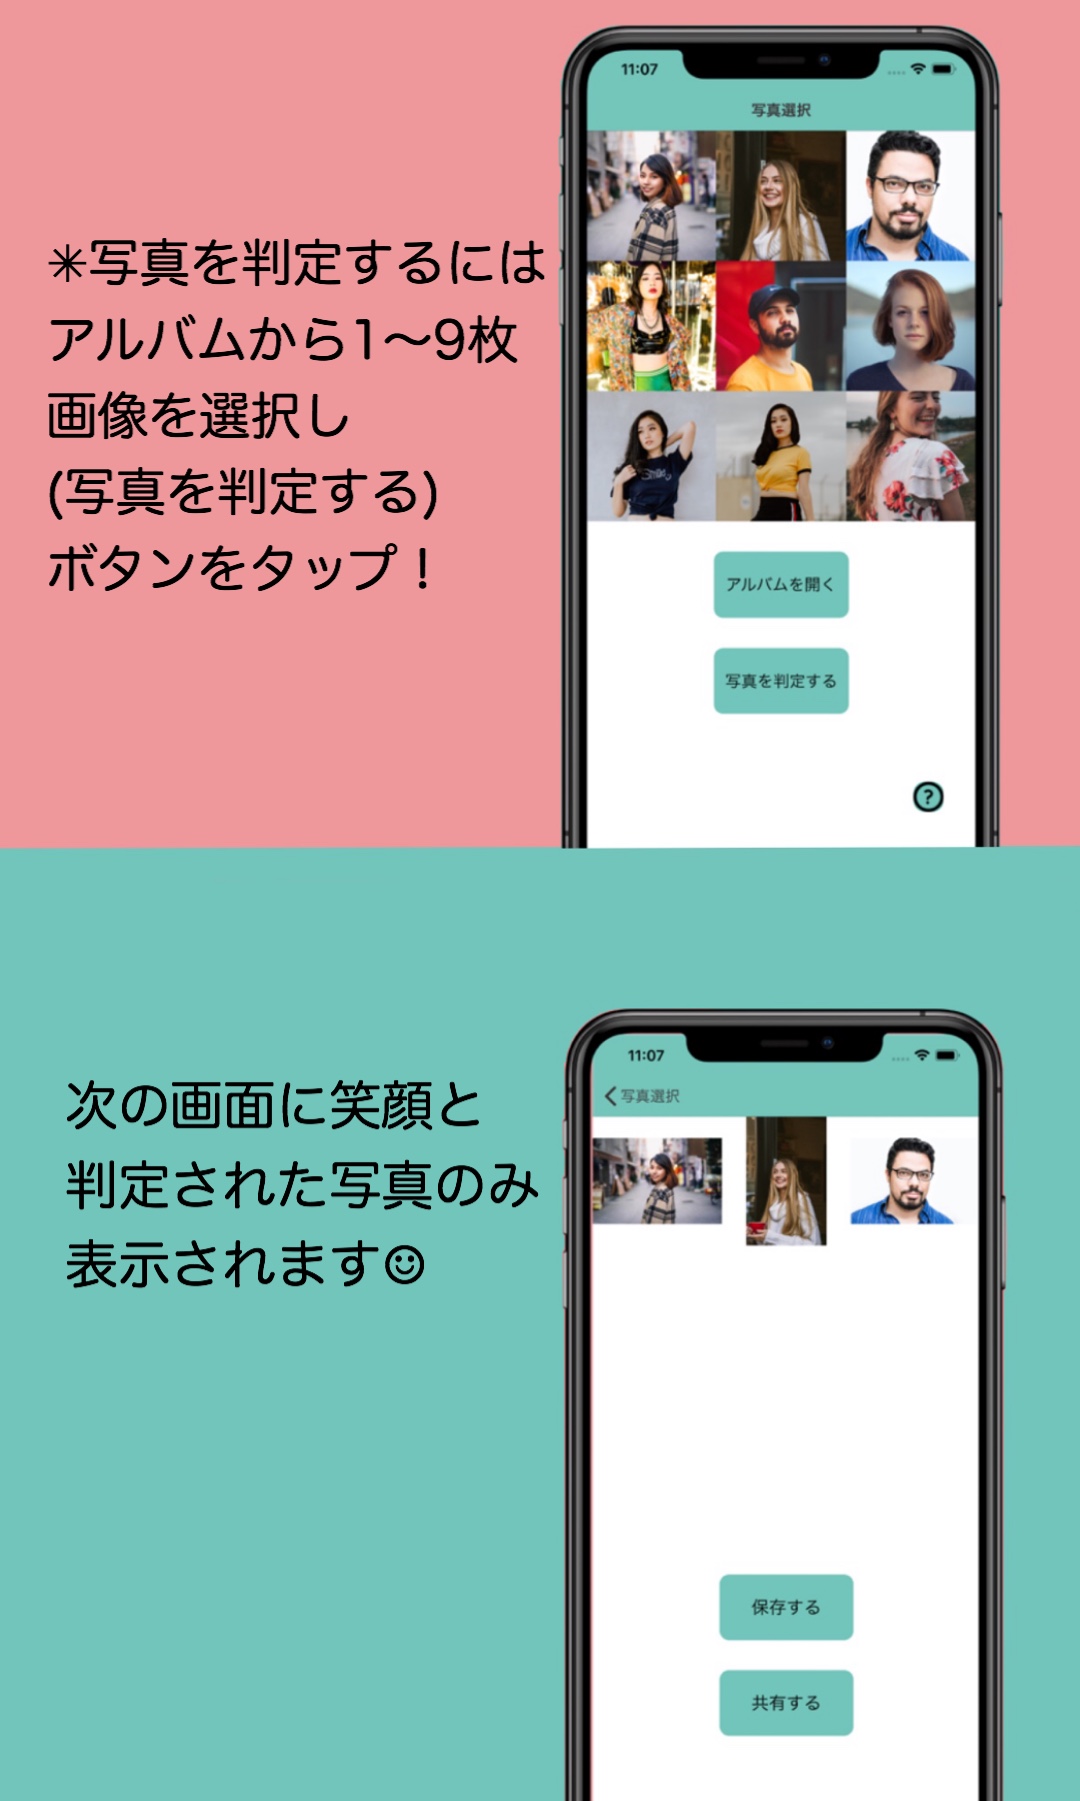 ✳写真を判定するには
アルバムから1〜9枚
画像を選択し
(写真を判定する)
ボタンをタップ！
11:07
写真選択
アルバムを開く
写真を判定する
?
次の画面に笑顔と
判定された写真のみ
表示されます☺
11:07
写真選択
保存する
共有する